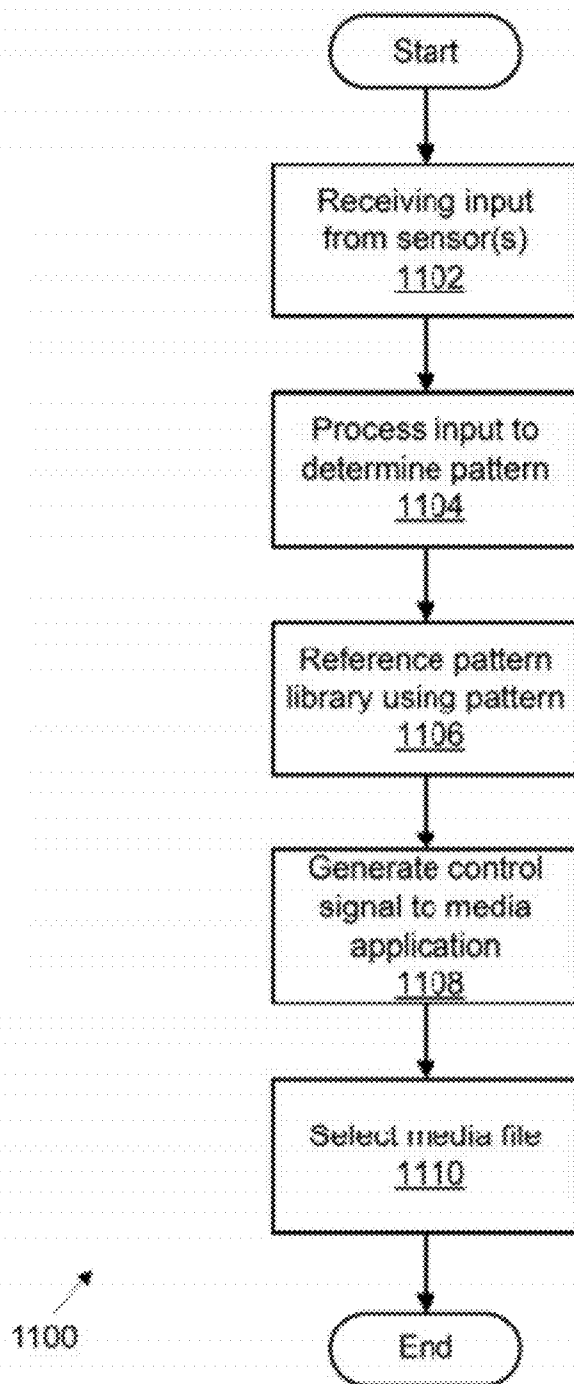 Start
Receiving input
from sensor(s)
1102
Process input to
determine pattern
1104
Reference pattern
library using pattern
1106
Generate control
signal to media
application
1108
Select media file
1110
1100
End